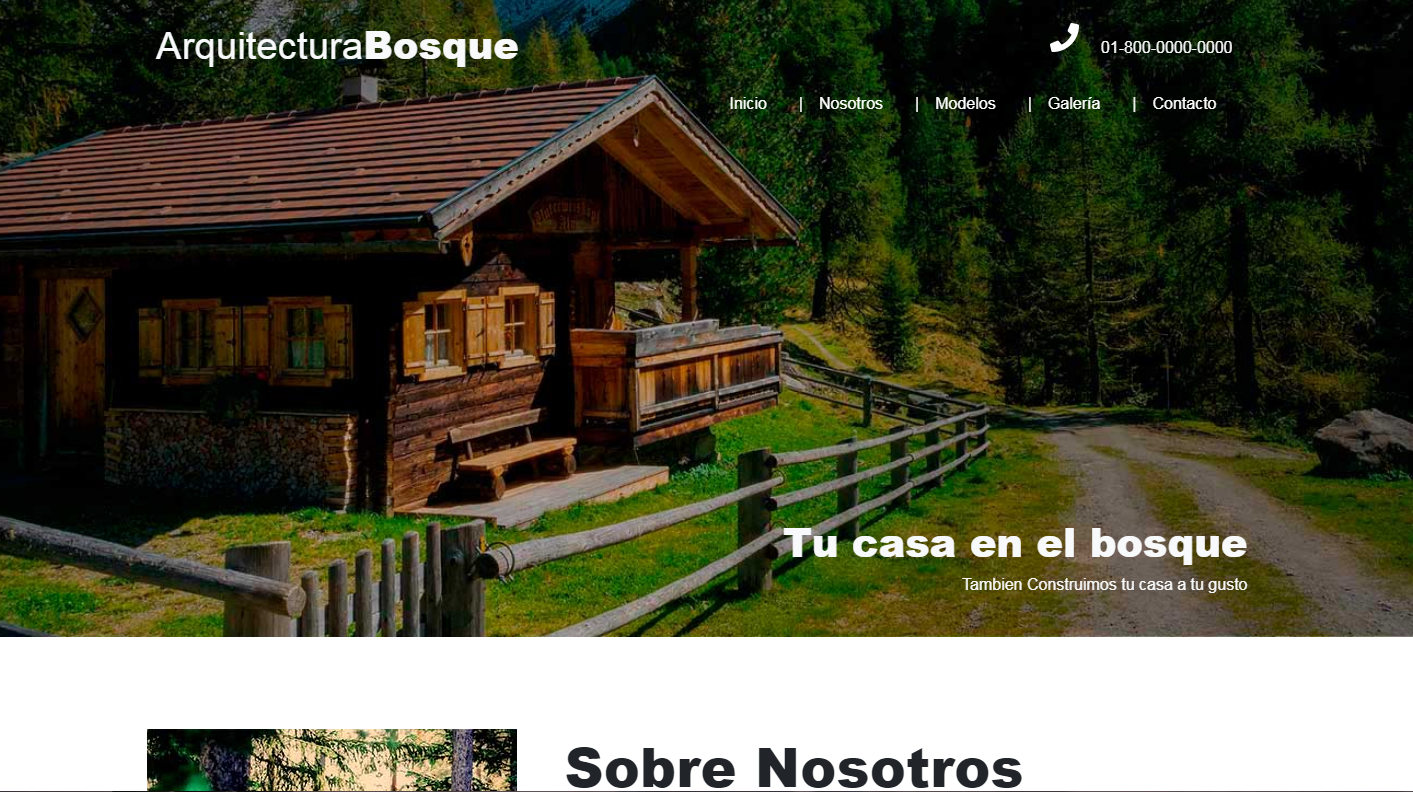 ArquitecturaBosque
01-800-0000-0000
Inicio | Nosotros | Modelos | Galería | Contacto
Tu casa en el bosque
Tambien Construimos tu casa a tu gusto
Sobre Nosotros